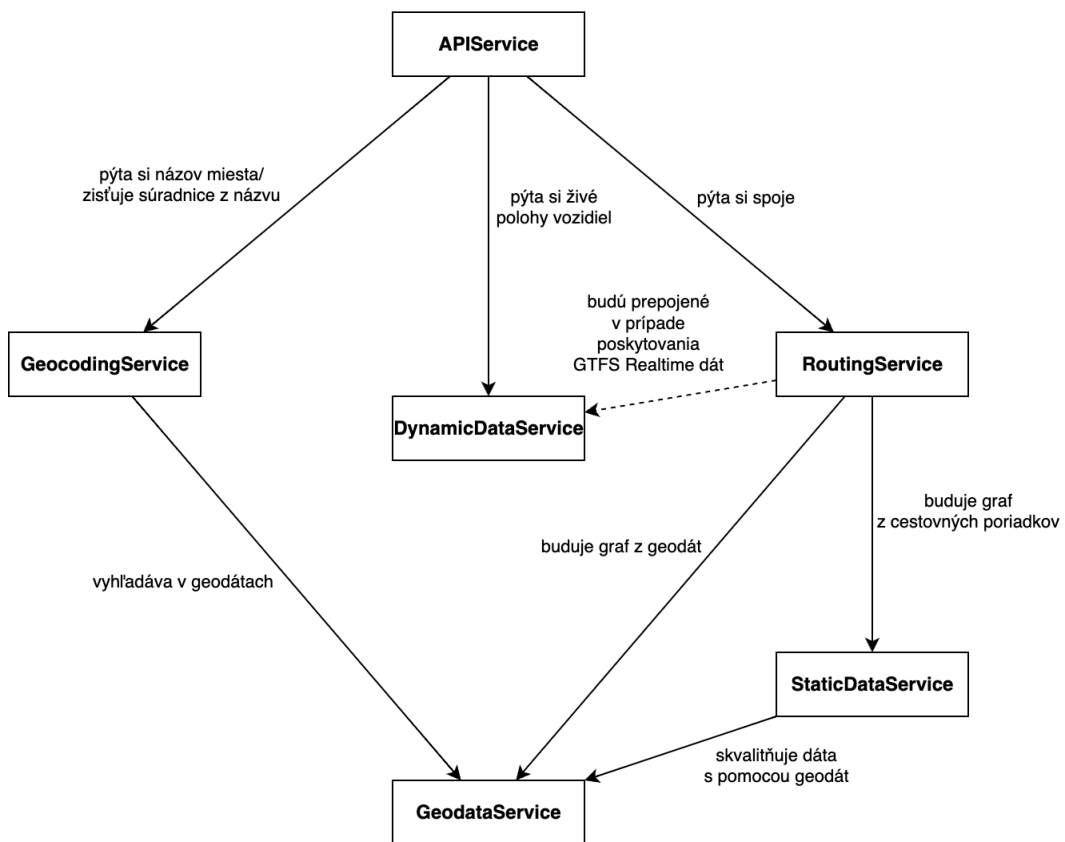 APIService
pýta si názov miesta/
zisťuje súradnice z názvu
pýta si živé
polohy vozidiel
pýta si spoje
budú prepojené
v prípade
poskytovania
GTFS Realtime dát
GeocodingService
RoutingService
DynamicDataService
buduje graf
z cestovných poriadkov
buduje graf z geodát
vyhľadáva v geodátach
StaticDataService
skvalitňuje dáta
s pomocou geodát
GeodataService